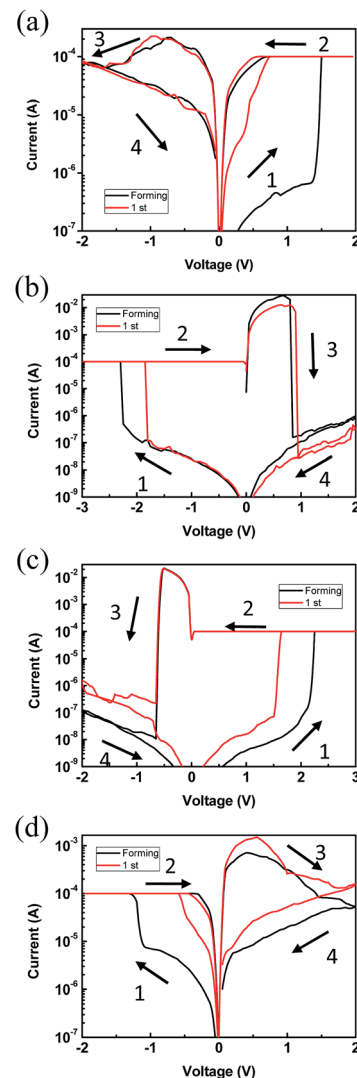 (a)
3
2
1
4
Forming
1 st
10⁻⁴
10⁻⁵
10⁻⁶
10⁻⁷
Current (A)
-2 -1 0 1 2
Voltage (V)
(b)
Forming
1 st
2
3
1
4
10⁻²
10⁻³
10⁻⁴
10⁻⁵
10⁻⁶
10⁻⁷
10⁻⁸
10⁻⁹
Current (A)
-3 -2 -1 0 1 2
Voltage (V)
(c)
Forming
1 st
3
2
4
1
10⁻²
10⁻³
10⁻⁴
10⁻⁵
10⁻⁶
10⁻⁷
10⁻⁸
10⁻⁹
Current (A)
-2 -1 0 1 2 3
Voltage (V)
(d)
Forming
1 st
2
3
1
4
10⁻³
10⁻⁴
10⁻⁵
10⁻⁶
10⁻⁷
Current (A)
-2 -1 0 1 2
Voltage (V)